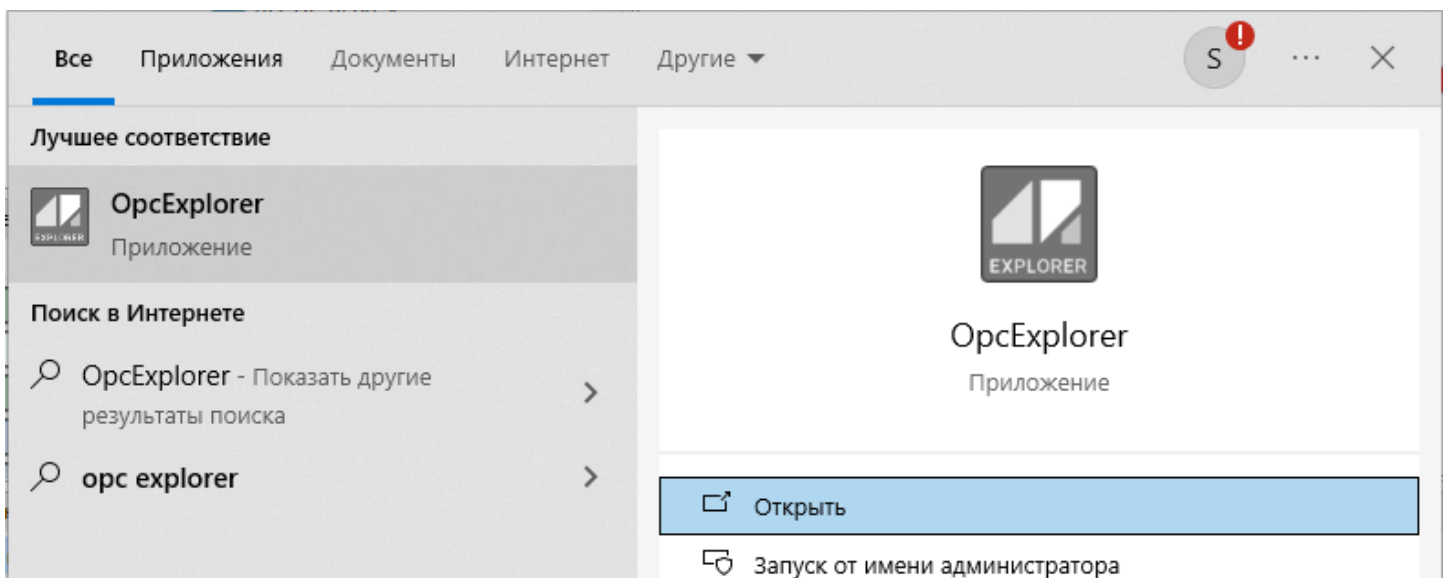 Все Приложения Документы Интернет Другие
S
Лучшее соответствие
OpcExplorer
Приложение
EXPLORER
Поиск в Интернете
OpcExplorer - Показать другие
результаты поиска
opc explorer
EXPLORER
OpcExplorer
Приложение
Открыть
Запуск от имени администратора